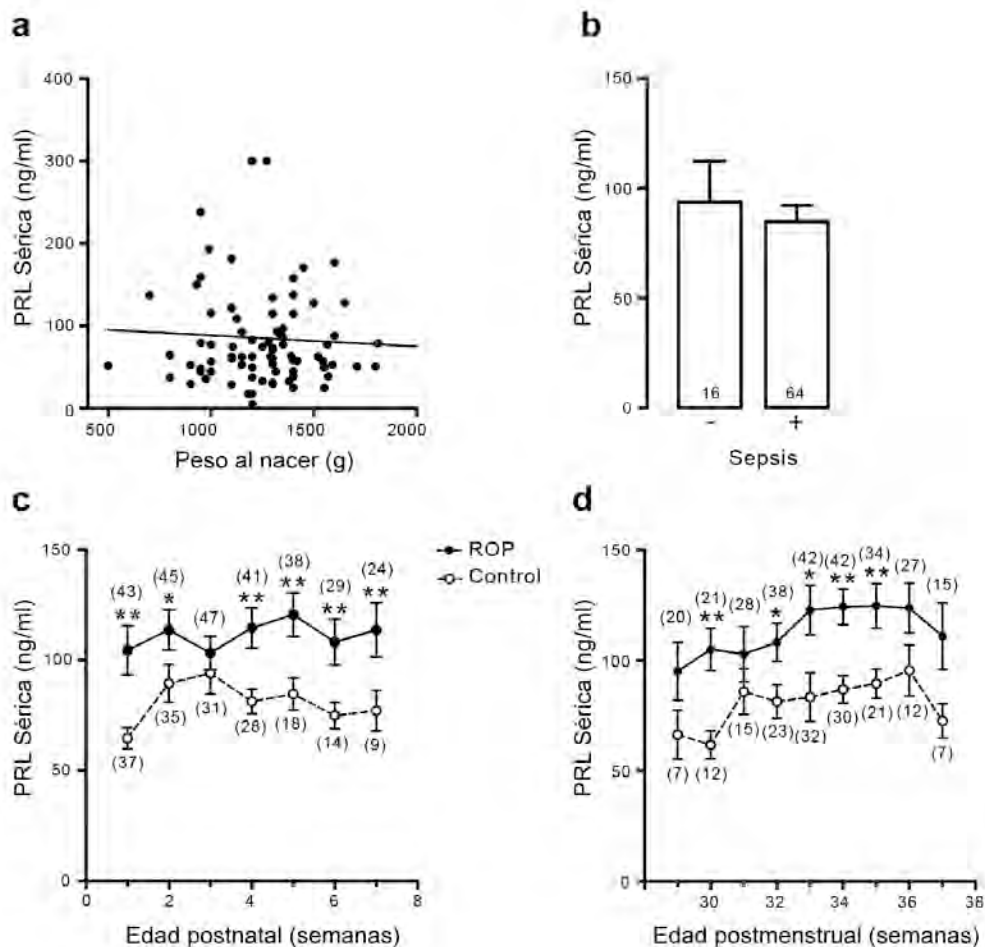 a
PRL Sérica (ng/ml)
400
300
200
100
0
500 1000 1500 2000
Peso al nacer (g)
b
PRL Sérica (ng/ml)
150
100
50
0
16 64
- +
Sepsis
c
PRL Sérica (ng/ml)
150
100
50
0
(43) (45) (47) (41) (38) (29) (24)
** * ** ** ** **
(37) (35) (31) (28) (18) (14) (9)
0 2 4 6 8
Edad postnatal (semanas)
ROP
Control
d
PRL Sérica (ng/ml)
150
100
50
0
(20) (21) (28) (38) (42) (42) (34) (27) (15)
** * * ** **
(7) (12) (15) (23) (32) (30) (21) (12) (7)
30 32 34 36 38
Edad postmenstrual (semanas)